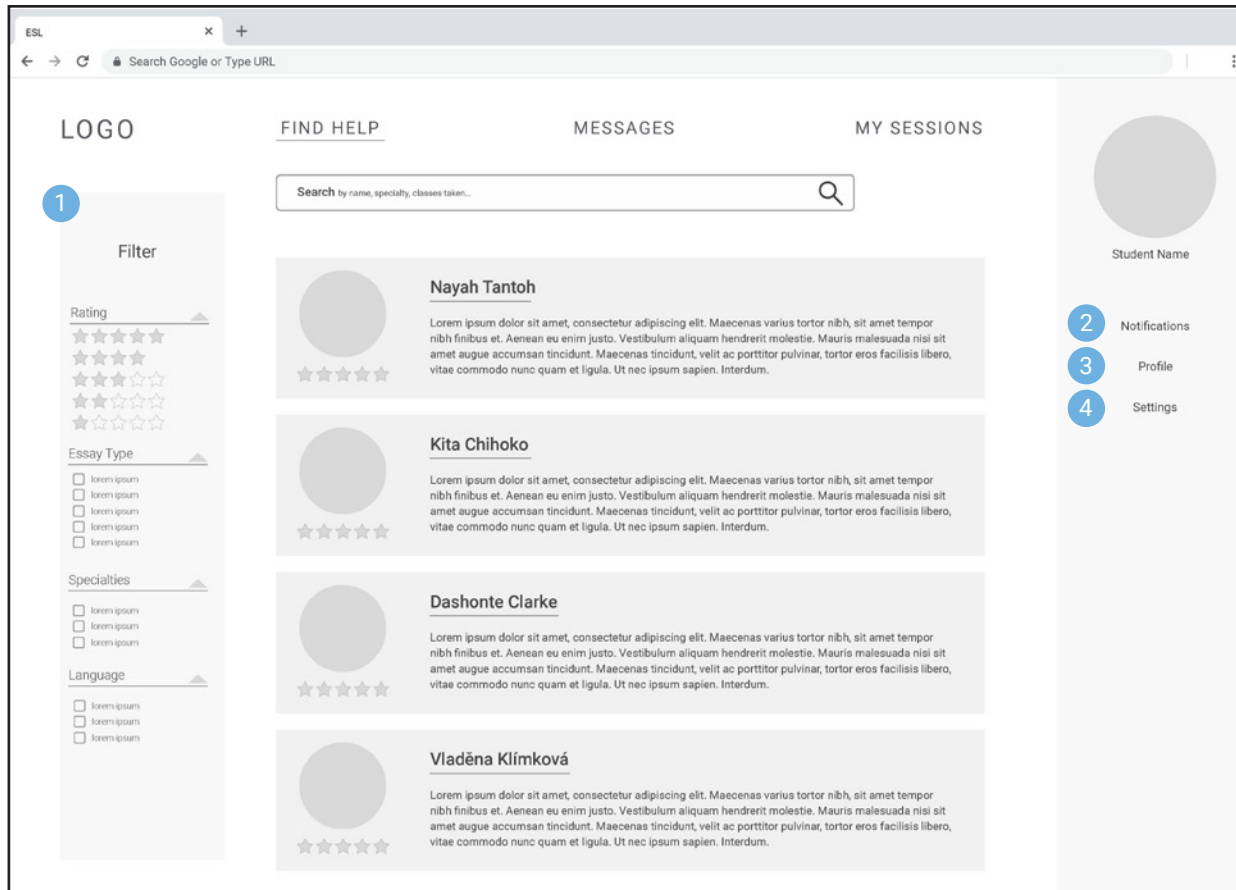 ESL
Search Google or Type URL
LOGO
FIND HELP
MESSAGES
MY SESSIONS
Search by name, specialty, classes taken...
1
Filter
Rating
Essay Type
lorem ipsum
lorem ipsum
lorem ipsum
lorem ipsum
lorem ipsum
Specialties
lorem ipsum
lorem ipsum
lorem ipsum
Language
lorem ipsum
lorem ipsum
lorem ipsum
Nayah Tantoh
Lorem ipsum dolor sit amet, consectetur adipiscing elit. Maecenas varius tortor nibh, sit amet tempor
nibh finibus et. Aenean eu enim justo. Vestibulum aliquam hendrerit molestie. Mauris malesuada nisi sit
amet augue accumsan tincidunt. Maecenas tincidunt, velit ac porttitor pulvinar, tortor eros facilisis libero,
vitae commodo nunc quam et ligula. Ut nec ipsum sapien. Interdum.
Kita Chihoko
Lorem ipsum dolor sit amet, consectetur adipiscing elit. Maecenas varius tortor nibh, sit amet tempor
nibh finibus et. Aenean eu enim justo. Vestibulum aliquam hendrerit molestie. Mauris malesuada nisi sit
amet augue accumsan tincidunt. Maecenas tincidunt, velit ac porttitor pulvinar, tortor eros facilisis libero,
vitae commodo nunc quam et ligula. Ut nec ipsum sapien. Interdum.
Dashonte Clarke
Lorem ipsum dolor sit amet, consectetur adipiscing elit. Maecenas varius tortor nibh, sit amet tempor
nibh finibus et. Aenean eu enim justo. Vestibulum aliquam hendrerit molestie. Mauris malesuada nisi sit
amet augue accumsan tincidunt. Maecenas tincidunt, velit ac porttitor pulvinar, tortor eros facilisis libero,
vitae commodo nunc quam et ligula. Ut nec ipsum sapien. Interdum.
Vladěna Klímková
Lorem ipsum dolor sit amet, consectetur adipiscing elit. Maecenas varius tortor nibh, sit amet tempor
nibh finibus et. Aenean eu enim justo. Vestibulum aliquam hendrerit molestie. Mauris malesuada nisi sit
amet augue accumsan tincidunt. Maecenas tincidunt, velit ac porttitor pulvinar, tortor eros facilisis libero,
vitae commodo nunc quam et ligula. Ut nec ipsum sapien. Interdum.
Student Name
2 Notifications
3 Profile
4 Settings